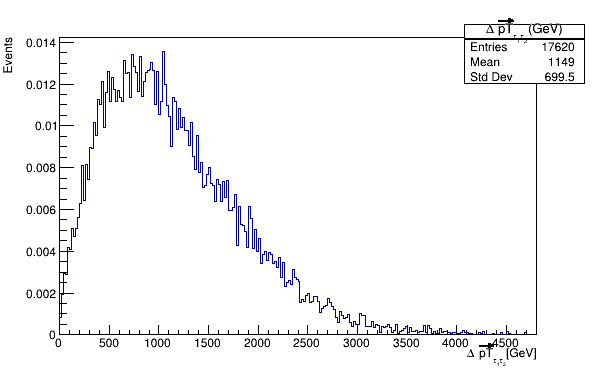 Δ pT τ₁τ₂ (GeV)
Entries 17620
Mean 1149
Std Dev 699.5
Events
0.014
0.012
0.01
0.008
0.006
0.004
0.002
0
0 500 1000 1500 2000 2500 3000 3500 4000 4500
Δ pT τ₁τ₂ [GeV]